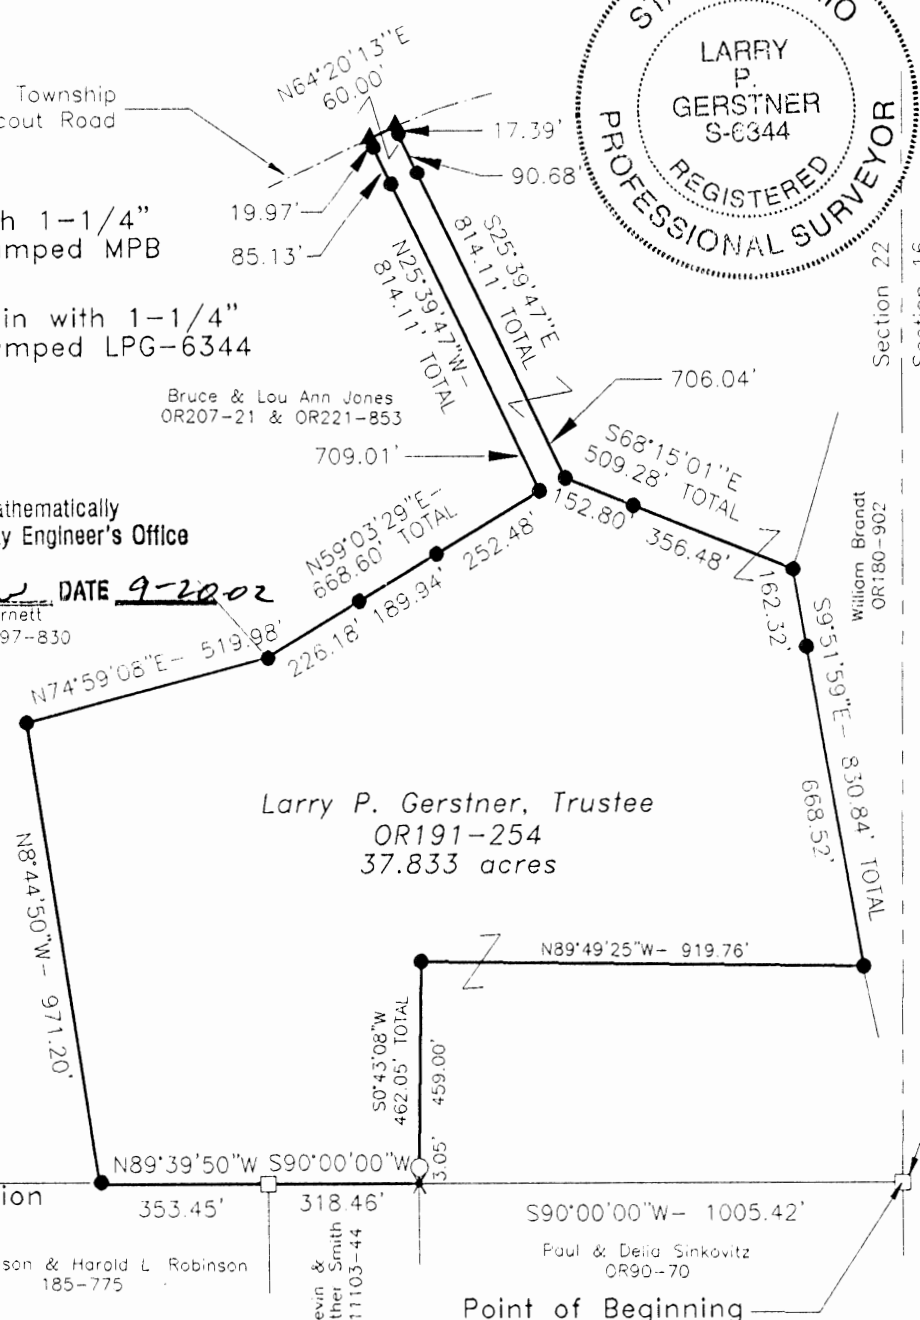 LARRY
P.
GERSTNER
S-6344
REGISTERED
PROFESSIONAL SURVEYOR
N64°20'13"E
60.00'
Township
Road
17.39'
90.68'
19.97'
85.13'
1-1/4"
MPB
in with 1-1/4"
LPG-6344
S25°39'47"E
814.11' TOTAL
N25°39'47"W-
814.11' TOTAL
Section 22
Bruce & Lou Ann Jones
OR207-21 & OR221-853
706.04'
709.01'
S68°15'01"E
509.28' TOTAL
152.80'
356.48'
William Brandt
OR180-902
Engineer's Office
DATE 9-20-02
97-830
N59°03'29"E-
668.60' TOTAL
252.48'
189.94'
226.18'
162.32'
S9°51'59"E- 830.84' TOTAL
668.52'
N74°59'08"E- 519.98'
Larry P. Gerstner, Trustee
OR191-254
37.833 acres
N8°44'50"W- 971.20'
N89°49'25"W- 919.76'
S0°43'08"W
462.05' TOTAL
459.00'
3.05'
N89°39'50"W S90°00'00"W
353.45'
318.46'
S90°00'00"W- 1005.42'
son & Harold L Robinson
185-775
Smith
11103-44
Paul & Delia Sinkovitz
OR90-70
Point of Beginning